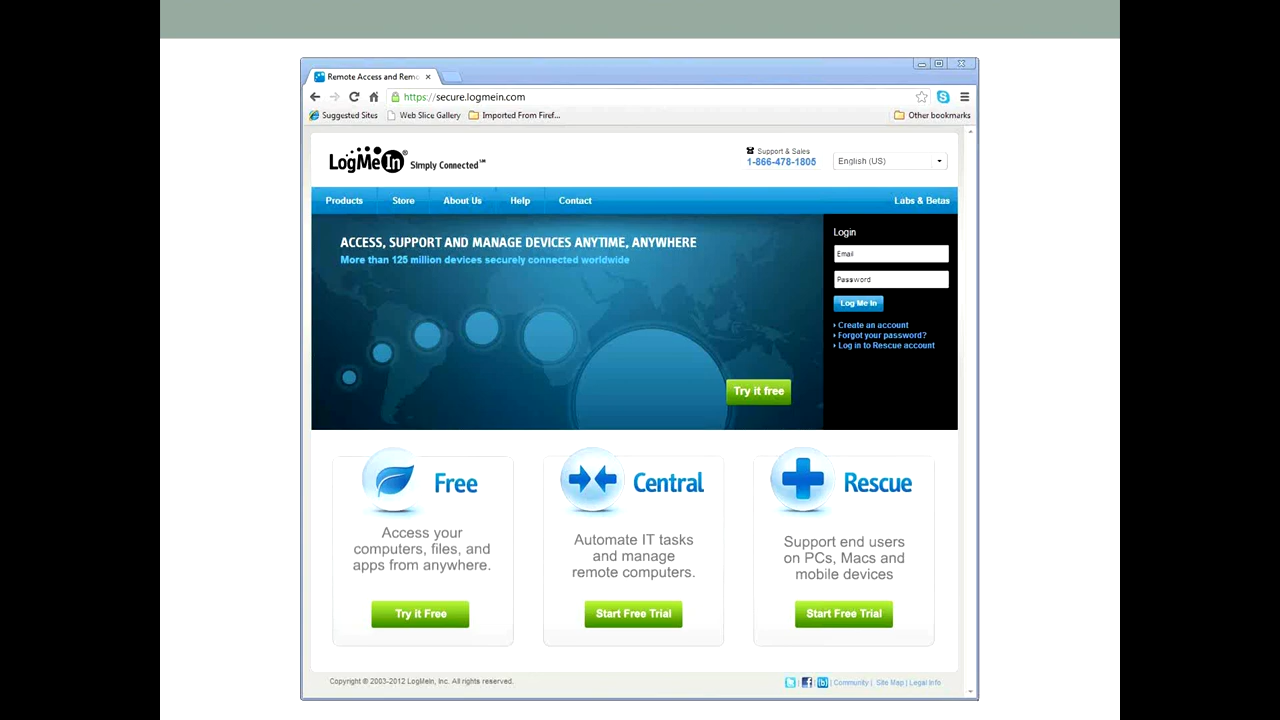 Remote Access and Remo
https://secure.logmein.com
Suggested Sites Web Slice Gallery Imported From Firef... Other bookmarks
LogMeIn® Simply Connected℠
Support & Sales
1-866-478-1805
English (US)
Products Store About Us Help Contact Labs & Betas
ACCESS, SUPPORT AND MANAGE DEVICES ANYTIME, ANYWHERE
More than 125 million devices securely connected worldwide
Try it free
Login
Email
Password
Log Me In
Create an account
Forgot your password?
Log in to Rescue account
Free
Access your
computers, files, and
apps from anywhere.
Try it Free
Central
Automate IT tasks
and manage
remote computers.
Start Free Trial
Rescue
Support end users
on PCs, Macs and
mobile devices
Start Free Trial
Copyright © 2003-2012 LogMeIn, Inc. All rights reserved.
| | | Community | Site Map | Legal Info